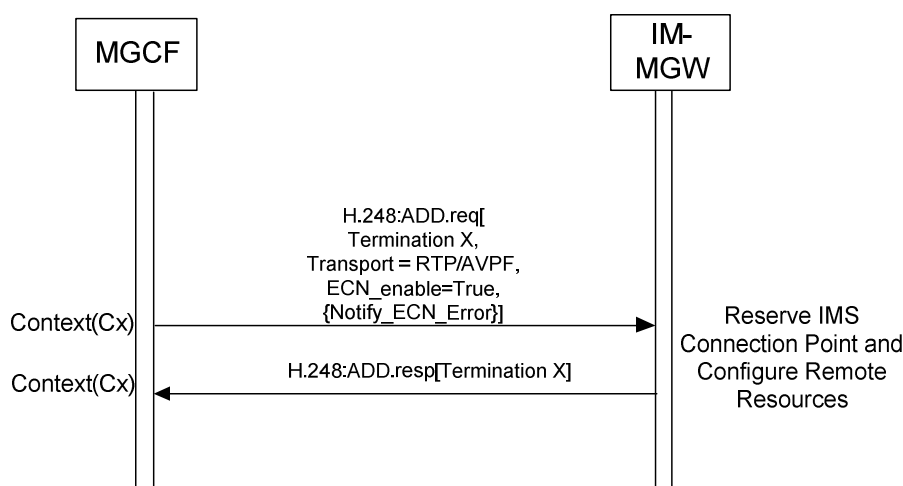 MGCF
IM-
MGW
H.248:ADD.req[
Termination X,
Transport = RTP/AVPF,
ECN_enable=True,
{Notify_ECN_Error}]
Context(Cx)
Reserve IMS
Connection Point and
Configure Remote
Resources
H.248:ADD.resp[Termination X]
Context(Cx)